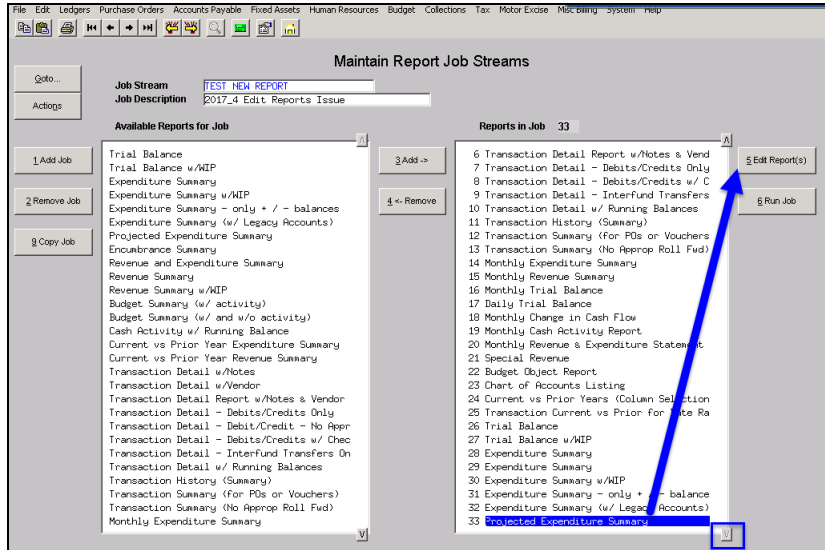 File Edit Ledgers Purchase Orders Accounts Payable Fixed Assets Human Resources Budget Collections Tax Motor Excise Misc Billing System Help
Maintain Report Job Streams
Goto...
Actions
Job Stream TEST NEW REPORT
Job Description 2017_4 Edit Reports Issue
Available Reports for Job
Reports in Job 33
1 Add Job
2 Remove Job
9 Copy Job
Trial Balance
Trial Balance w/WIP
Expenditure Summary
Expenditure Summary w/WIP
Expenditure Summary - only + / - balances
Expenditure Summary (w/ Legacy Accounts)
Projected Expenditure Summary
Encumbrance Summary
Revenue and Expenditure Summary
Revenue Summary
Revenue Summary w/WIP
Budget Summary (w/ activity)
Budget Summary (w/ and w/o activity)
Cash Activity w/ Running Balance
Current vs Prior Year Expenditure Summary
Current vs Prior Year Revenue Summary
Transaction Detail w/Notes
Transaction Detail w/Vendor
Transaction Detail Report w/Notes & Vendor
Transaction Detail - Debits/Credits Only
Transaction Detail - Debit/Credit - No Appr
Transaction Detail - Debits/Credits w/ Chec
Transaction Detail - Interfund Transfers On
Transaction Detail w/ Running Balances
Transaction History (Summary)
Transaction Summary (for POs or Vouchers)
Transaction Summary (No Approp Roll Fwd)
Monthly Expenditure Summary
3 Add ->
4 <- Remove
6 Transaction Detail Report w/Notes & Vend
7 Transaction Detail - Debits/Credits Only
8 Transaction Detail - Debits/Credits w/ C
9 Transaction Detail - Interfund Transfers
10 Transaction Detail w/ Running Balances
11 Transaction History (Summary)
12 Transaction Summary (for POs or Vouchers
13 Transaction Summary (No Approp Roll Fwd)
14 Monthly Expenditure Summary
15 Monthly Revenue Summary
16 Monthly Trial Balance
17 Daily Trial Balance
18 Monthly Change in Cash Flow
19 Monthly Cash Activity Report
20 Monthly Revenue & Expenditure Statement
21 Special Revenue
22 Budget Object Report
23 Chart of Accounts Listing
24 Current vs Prior Years (Column Selection
25 Transaction Current vs Prior for Date Ra
26 Trial Balance
27 Trial Balance w/WIP
28 Expenditure Summary
29 Expenditure Summary
30 Expenditure Summary w/WIP
31 Expenditure Summary - only + / - balance
32 Expenditure Summary (w/ Legacy Accounts)
33 Projected Expenditure Summary
5 Edit Report(s)
6 Run Job